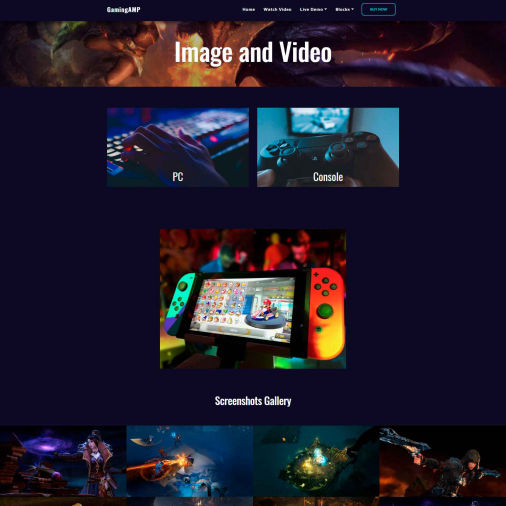 GamingAMP
Home Watch Video Live Demo Blocks BUY NOW
Image and Video
PC Console
Screenshots Gallery